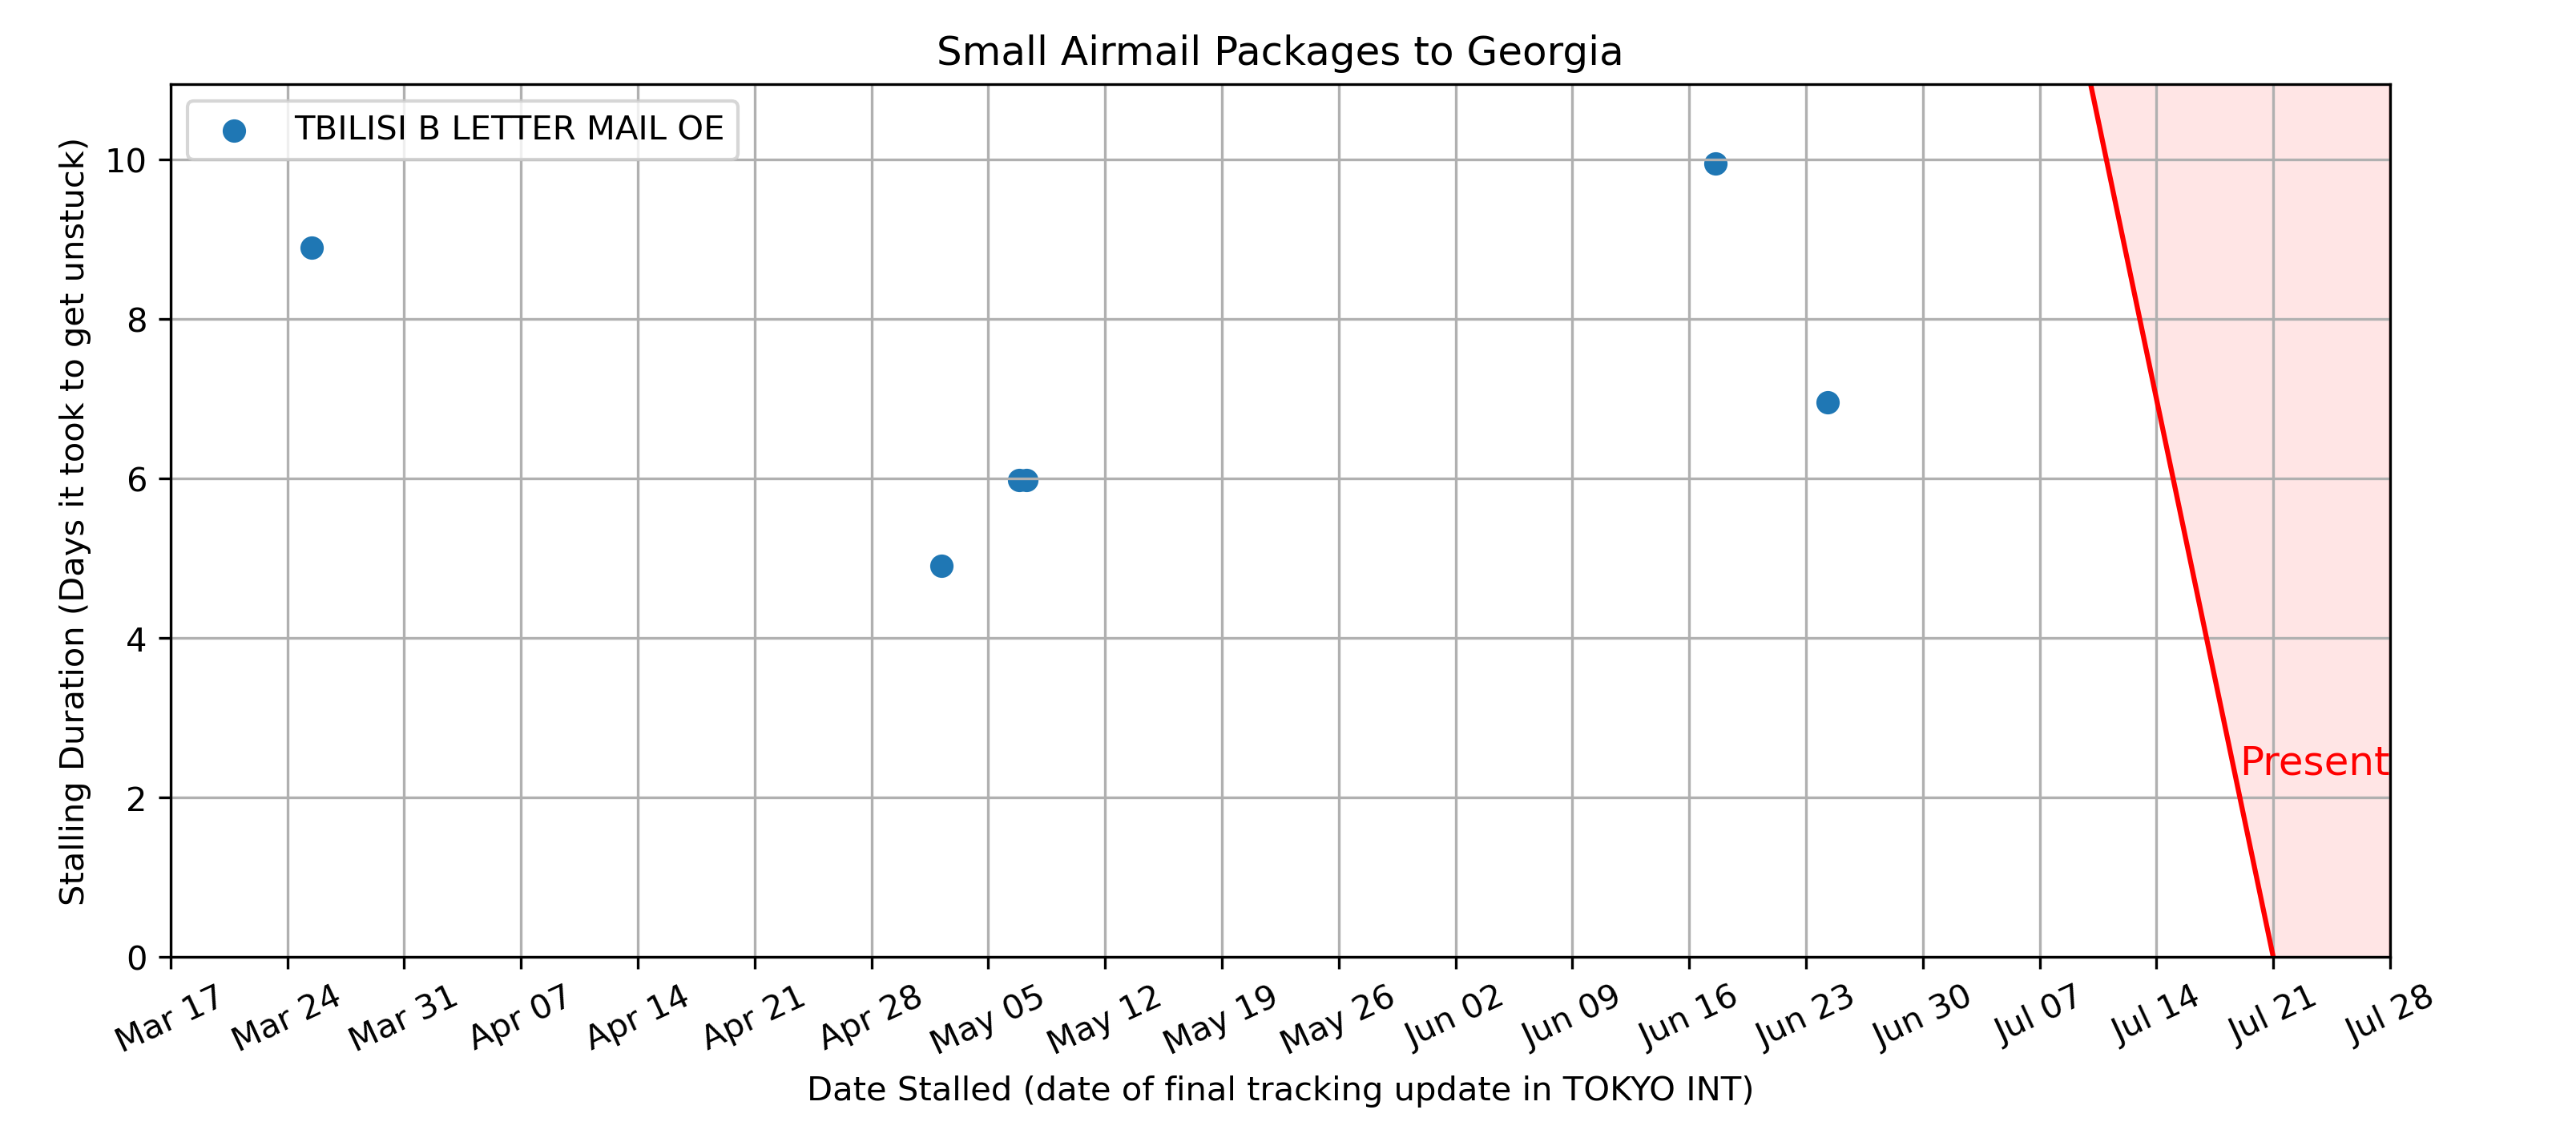 Small Airmail Packages to Georgia
TBILISI B LETTER MAIL OE
Stalling Duration (Days it took to get unstuck)
10
8
6
4
2
0
Present
Mar 17
Mar 24
Mar 31
Apr 07
Apr 14
Apr 21
Apr 28
May 05
May 12
May 19
May 26
Jun 02
Jun 09
Jun 16
Jun 23
Jun 30
Jul 07
Jul 14
Jul 21
Jul 28
Date Stalled (date of final tracking update in TOKYO INT)